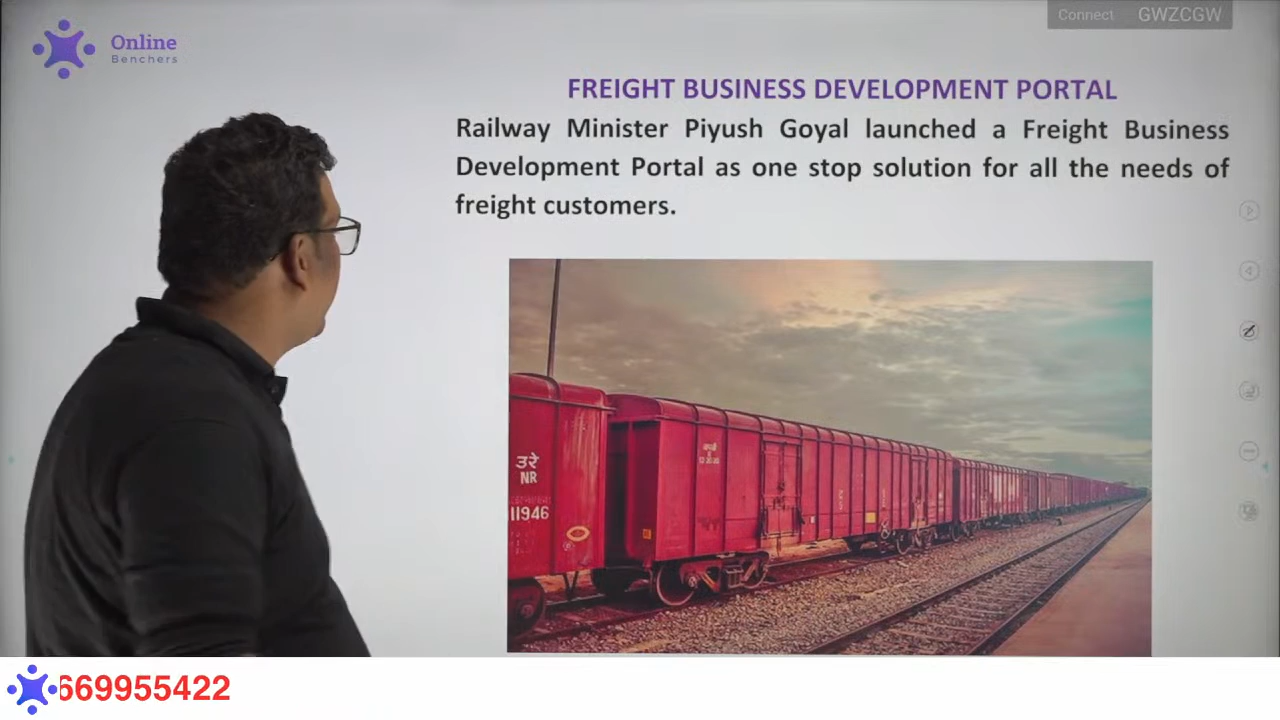 Connect GWZCGW
Online
Benchers
FREIGHT BUSINESS DEVELOPMENT PORTAL
Railway Minister Piyush Goyal launched a Freight Business
Development Portal as one stop solution for all the needs of
freight customers.
उरे
NR
11946
669955422